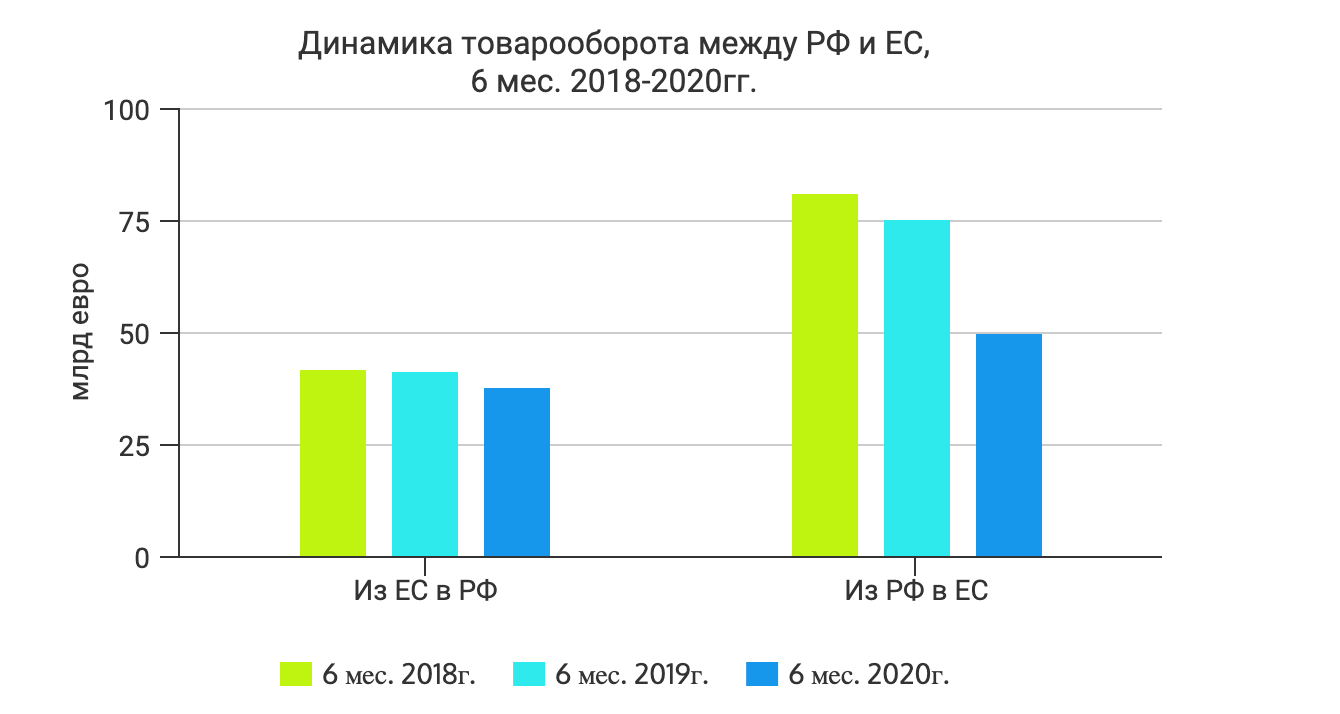 Динамика товарооборота между РФ и ЕС,
6 мес. 2018-2020гг.
100
75
50
25
0
млрд евро
Из ЕС в РФ
Из РФ в ЕС
6 мес. 2018г.
6 мес. 2019г.
6 мес. 2020г.